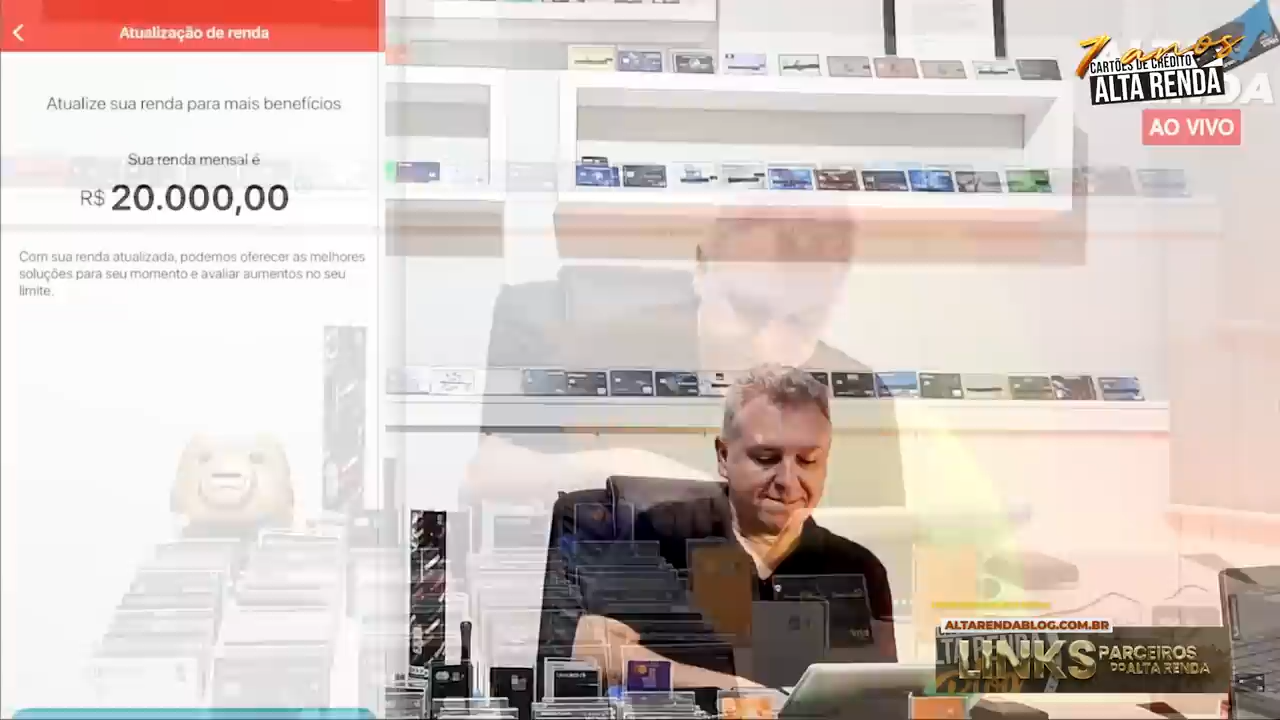 Atualização de renda
Atualize sua renda para mais benefícios
Sua renda mensal é
R$ 20.000,00
Com sua renda atualizada, podemos oferecer as melhores
soluções para seu momento e avaliar aumentos no seu
limite.
7 anos
CARTÕES DE CRÉDITO
ALTA RENDA
AO VIVO
ALTARENDABLOG.COM.BR
LINKS
PARCEIROS
DO ALTA RENDA